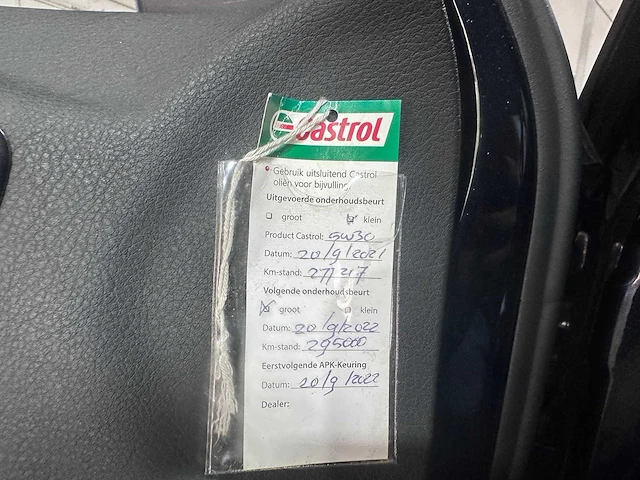 Castrol
Gebruik uitsluitend Castrol
oliën voor bijvulling
Uitgevoerde onderhoudsbeurt
groot klein
Product Castrol: 5W30
Datum: 20/9/2021
Km-stand: 277217
Volgende onderhoudsbeurt
groot klein
Datum: 20/9/2022
Km-stand: 295000
Eerstvolgende APK-Keuring
Datum: 20/9/2022
Dealer: